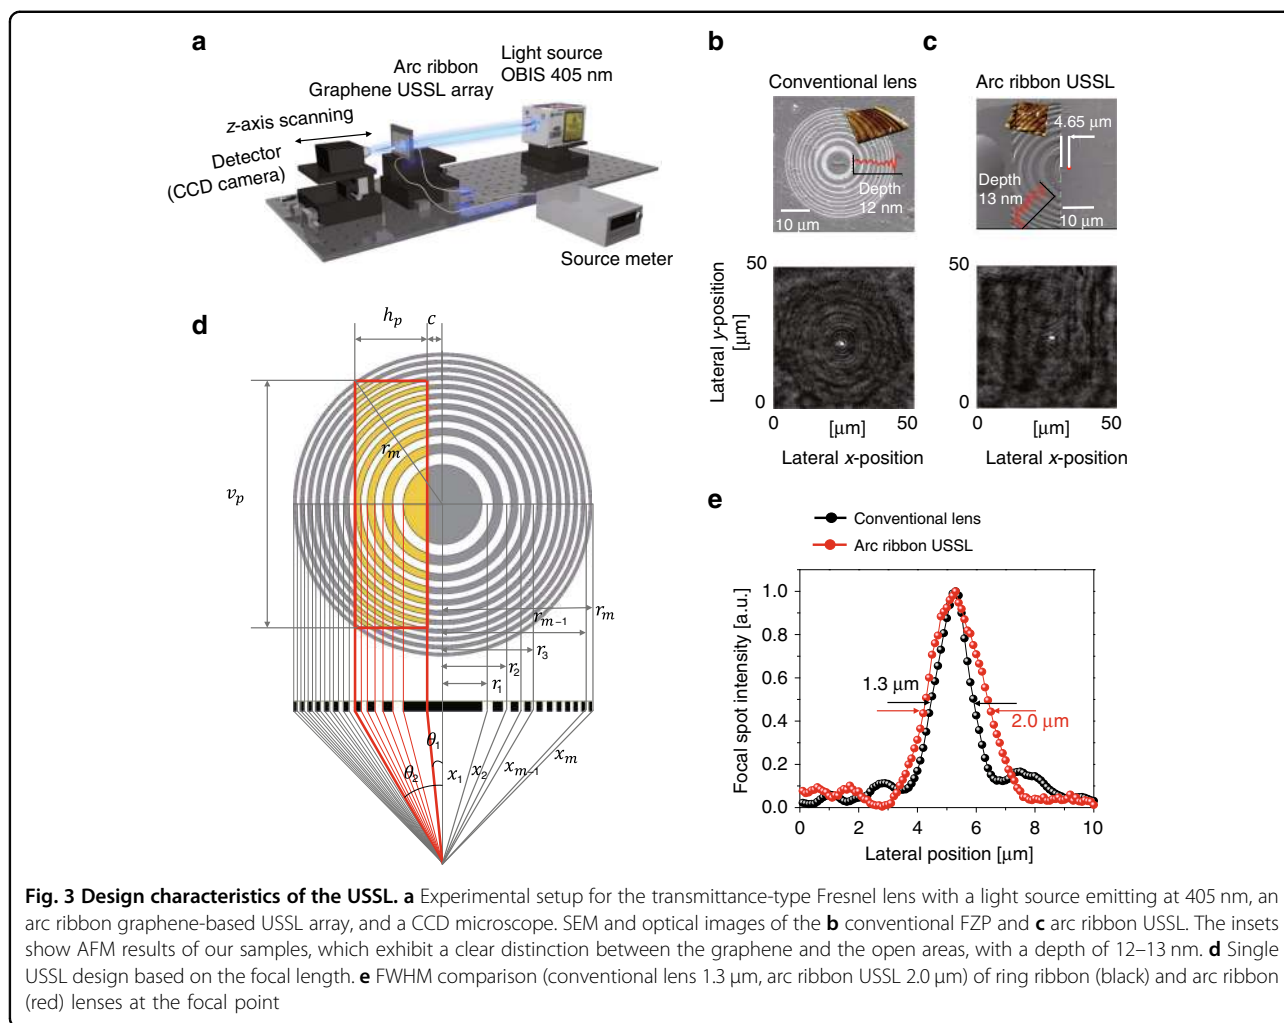 a
Light source
OBIS 405 nm
Arc ribbon
Graphene USSL array
z-axis scanning
Detector
(CCD camera)
Source meter
b
Conventional lens
Depth
12 nm
10 μm
50
Lateral y-position
[μm]
0
0
[μm]
50
Lateral x-position
c
Arc ribbon USSL
4.65 μm
Depth
13 nm
10 μm
50
0
0
[μm]
50
Lateral x-position
d
h_p
c
r_m
v_p
r_m
r_{m−1}
r_3
r_2
r_1
θ_1
θ_2
x_1
x_2
x_{m−1}
x_m
e
Conventional lens
Arc ribbon USSL
Focal spot intensity [a.u.]
1.0
0.8
0.6
0.4
0.2
0.0
1.3 μm
2.0 μm
0
2
4
6
8
10
Lateral position [μm]
Fig. 3 Design characteristics of the USSL. a Experimental setup for the transmittance-type Fresnel lens with a light source emitting at 405 nm, an
arc ribbon graphene-based USSL array, and a CCD microscope. SEM and optical images of the b conventional FZP and c arc ribbon USSL. The insets
show AFM results of our samples, which exhibit a clear distinction between the graphene and the open areas, with a depth of 12–13 nm. d Single
USSL design based on the focal length. e FWHM comparison (conventional lens 1.3 μm, arc ribbon USSL 2.0 μm) of ring ribbon (black) and arc ribbon
(red) lenses at the focal point